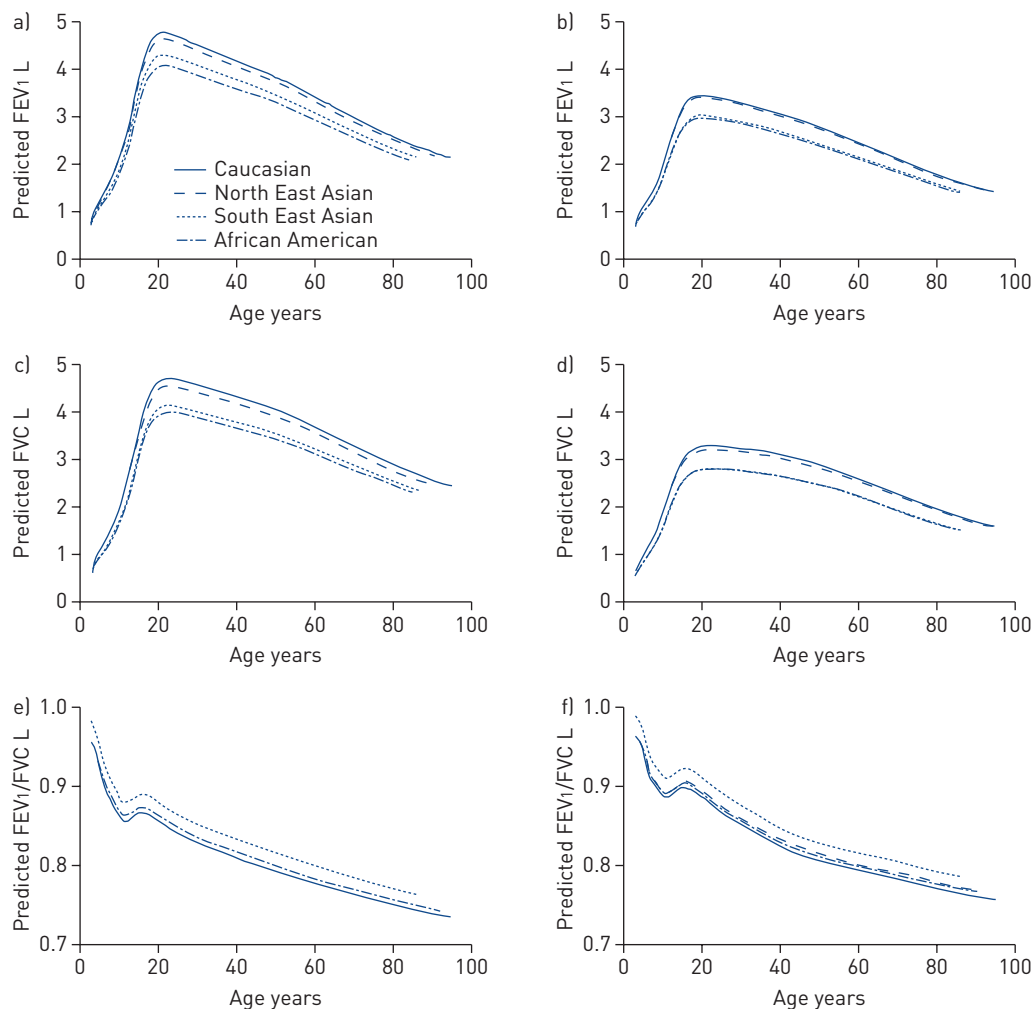 a)
5
4
3
2
1
0
Predicted FEV1 L
Caucasian
North East Asian
South East Asian
African American
0 20 40 60 80 100
Age years
b)
5
4
3
2
1
0
Predicted FEV1 L
0 20 40 60 80 100
Age years
c)
5
4
3
2
1
0
Predicted FVC L
0 20 40 60 80 100
Age years
d)
5
4
3
2
1
0
Predicted FVC L
0 20 40 60 80 100
Age years
e)
1.0
0.9
0.8
0.7
Predicted FEV1/FVC L
0 20 40 60 80 100
Age years
f)
1.0
0.9
0.8
0.7
Predicted FEV1/FVC L
0 20 40 60 80 100
Age years